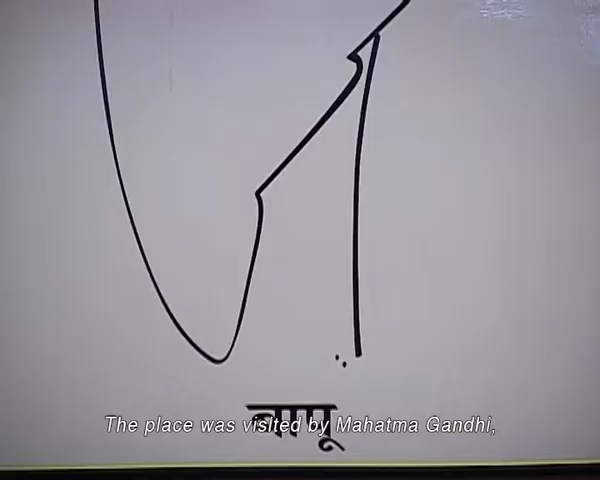 बापू
The place was visited by Mahatma Gandhi,